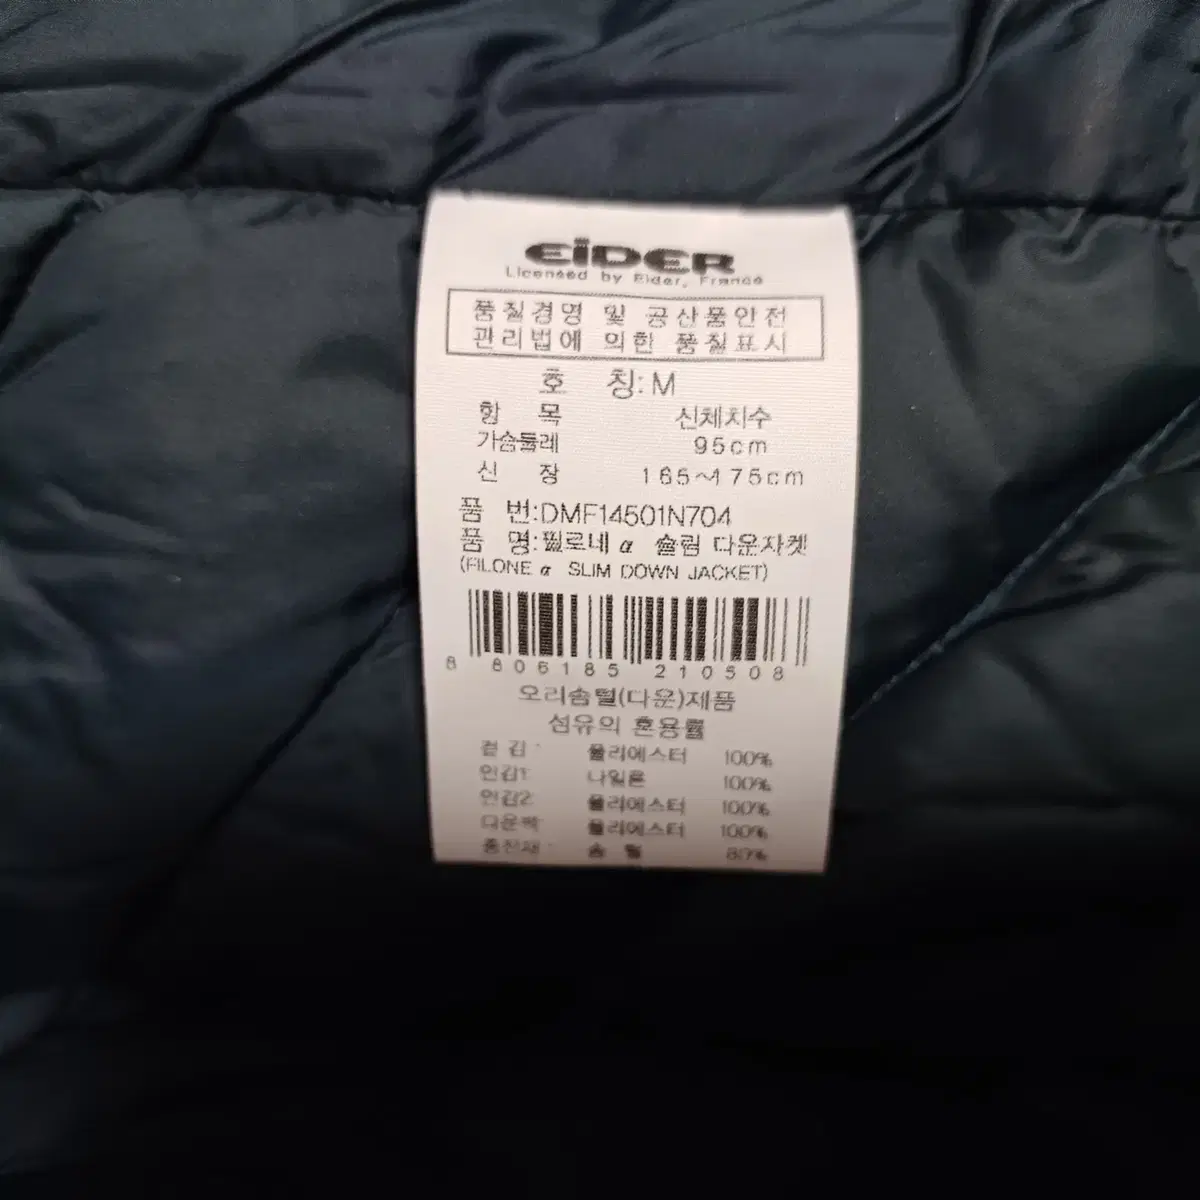 EiDER
Licensed by Eider, France
품질경영 및 공산품안전
관리법에 의한 품질표시
호 칭:M
항 목 신체치수
가슴둘레 95cm
신 장 165~175cm
품 번:DMF14501N704
품 명:필로네 α 슬림 다운자켓
(FILONE α SLIM DOWN JACKET)
8 806185 210508
오리솜털(다운)제품
섬유의 혼용률
겉감: 폴리에스터 100%
안감1: 나일론 100%
안감2: 폴리에스터 100%
다운백: 폴리에스터 100%
충전재: 솜 털 80%